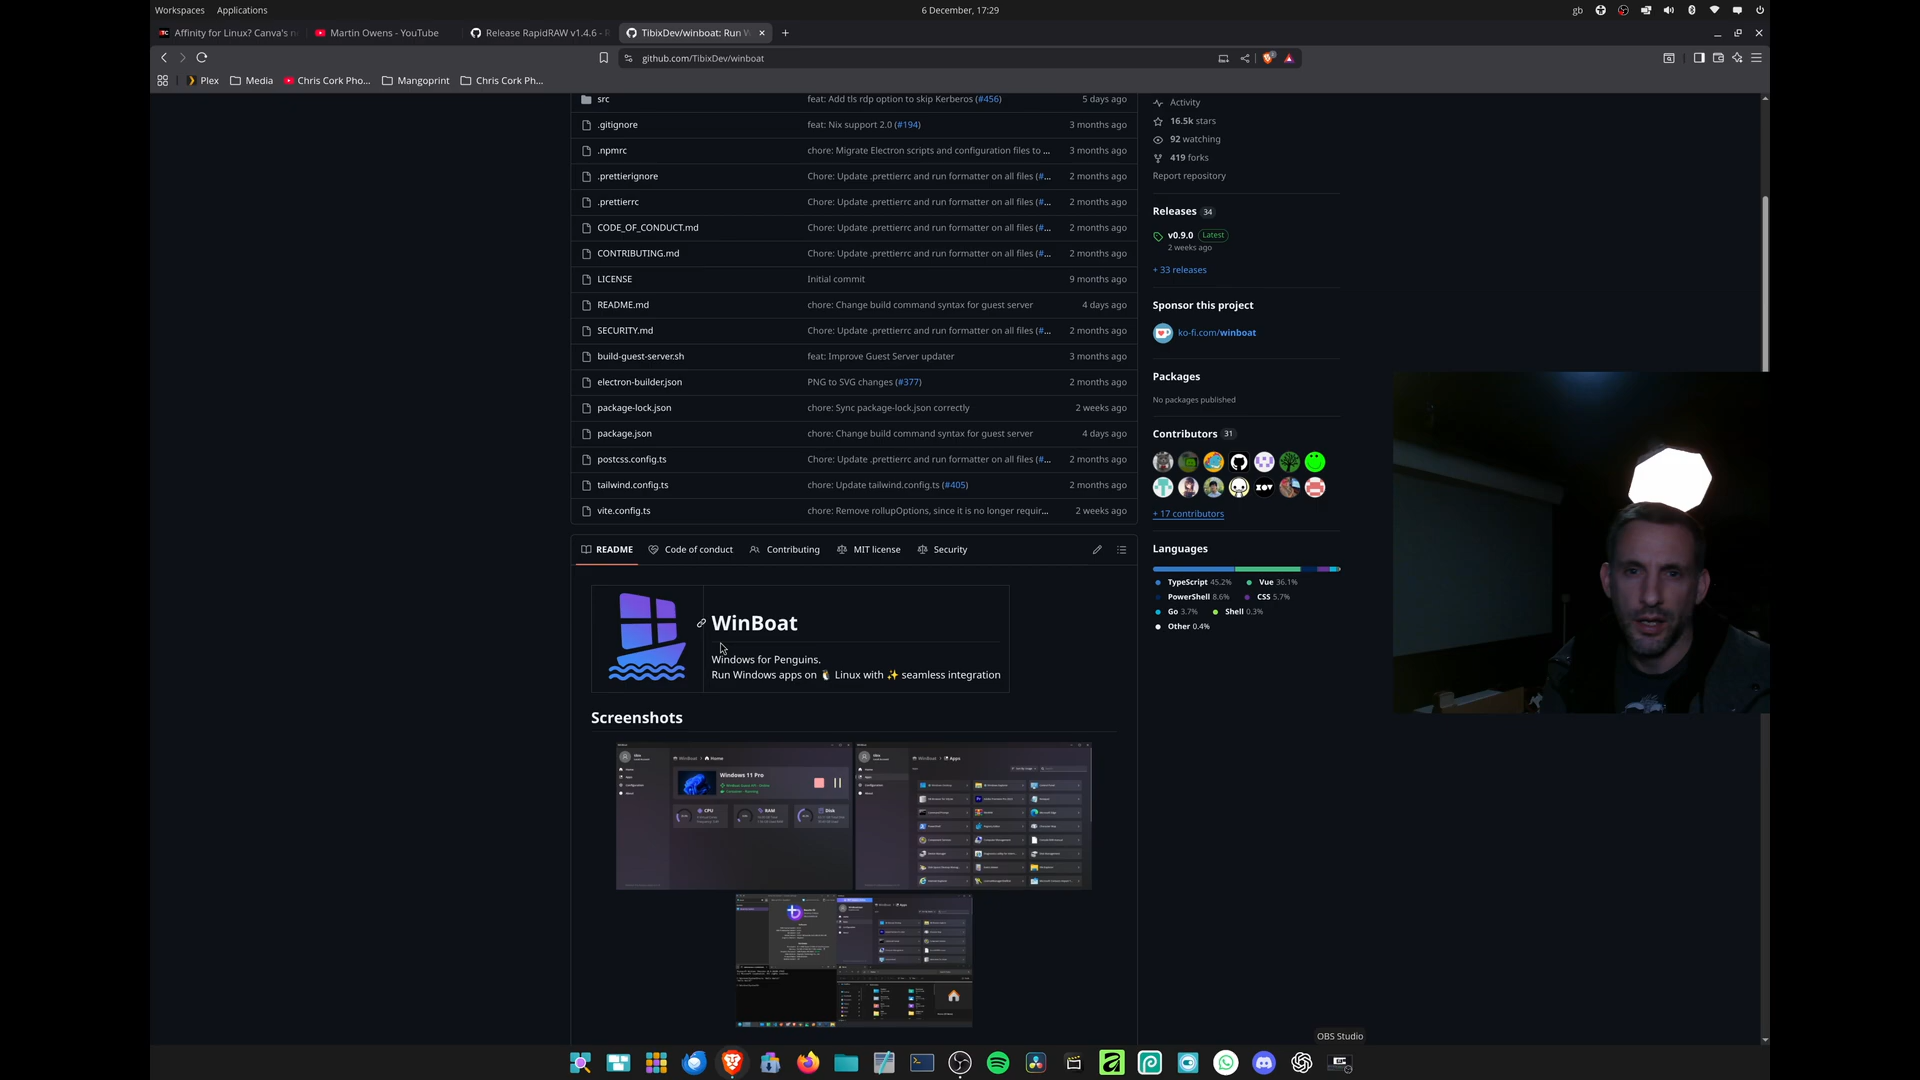 Workspaces Applications 6 December, 17:29 gb
Affinity for Linux? Canva's n Martin Owens - YouTube Release RapidRAW v1.4.6 - F TibixDev/winboat: Run W
github.com/TibixDev/winboat
Plex Media Chris Cork Pho... Mangoprint Chris Cork Pho...
src feat: Add tls rdp option to skip Kerberos (#456) 5 days ago
.gitignore feat: Nix support 2.0 (#194) 3 months ago
.npmrc chore: Migrate Electron scripts and configuration files to ... 3 months ago
.prettierignore Chore: Update .prettierrc and run formatter on all files (#... 2 months ago
.prettierrc Chore: Update .prettierrc and run formatter on all files (#... 2 months ago
CODE_OF_CONDUCT.md Chore: Update .prettierrc and run formatter on all files (#... 2 months ago
CONTRIBUTING.md Chore: Update .prettierrc and run formatter on all files (#... 2 months ago
LICENSE Initial commit 9 months ago
README.md chore: Change build command syntax for guest server 4 days ago
SECURITY.md Chore: Update .prettierrc and run formatter on all files (#... 2 months ago
build-guest-server.sh feat: Improve Guest Server updater 3 months ago
electron-builder.json PNG to SVG changes (#377) 2 months ago
package-lock.json chore: Sync package-lock.json correctly 2 weeks ago
package.json chore: Change build command syntax for guest server 4 days ago
postcss.config.ts Chore: Update .prettierrc and run formatter on all files (#... 2 months ago
tailwind.config.ts chore: Update tailwind.config.ts (#405) 2 months ago
vite.config.ts chore: Remove rollupOptions, since it is no longer requir... 2 weeks ago
README Code of conduct Contributing MIT license Security
WinBoat
Windows for Penguins.
Run Windows apps on 🐧 Linux with ✨ seamless integration
Screenshots
Windows 11 Pro
CPU RAM Disk
Activity
16.5k stars
92 watching
419 forks
Report repository
Releases 34
v0.9.0 Latest
2 weeks ago
+ 33 releases
Sponsor this project
ko-fi.com/winboat
Packages
No packages published
Contributors 31
+ 17 contributors
Languages
TypeScript 45.2% Vue 36.1%
PowerShell 8.6% CSS 5.7%
Go 3.7% Shell 0.3%
Other 0.4%
OBS Studio